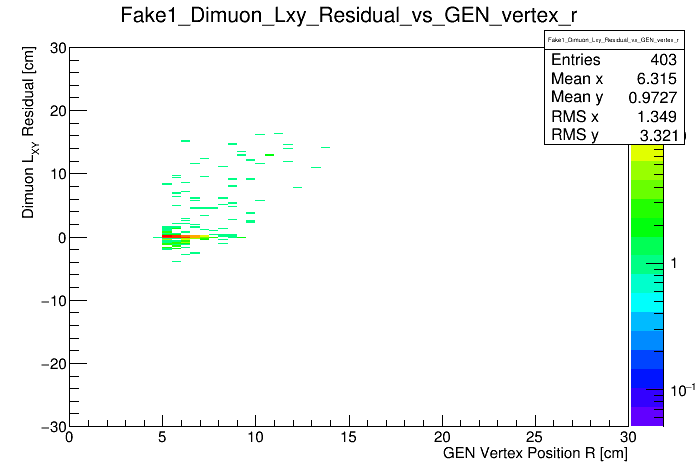 Fake1_Dimuon_Lxy_Residual_vs_GEN_vertex_r
Fake1_Dimuon_Lxy_Residual_vs_GEN_vertex_r
Entries 403
Mean x 6.315
Mean y 0.9727
RMS x 1.349
RMS y 3.321
Dimuon LXY Residual [cm]
30
20
10
0
−10
−20
−30
0 5 10 15 20 25 30
GEN Vertex Position R [cm]
1
10−1